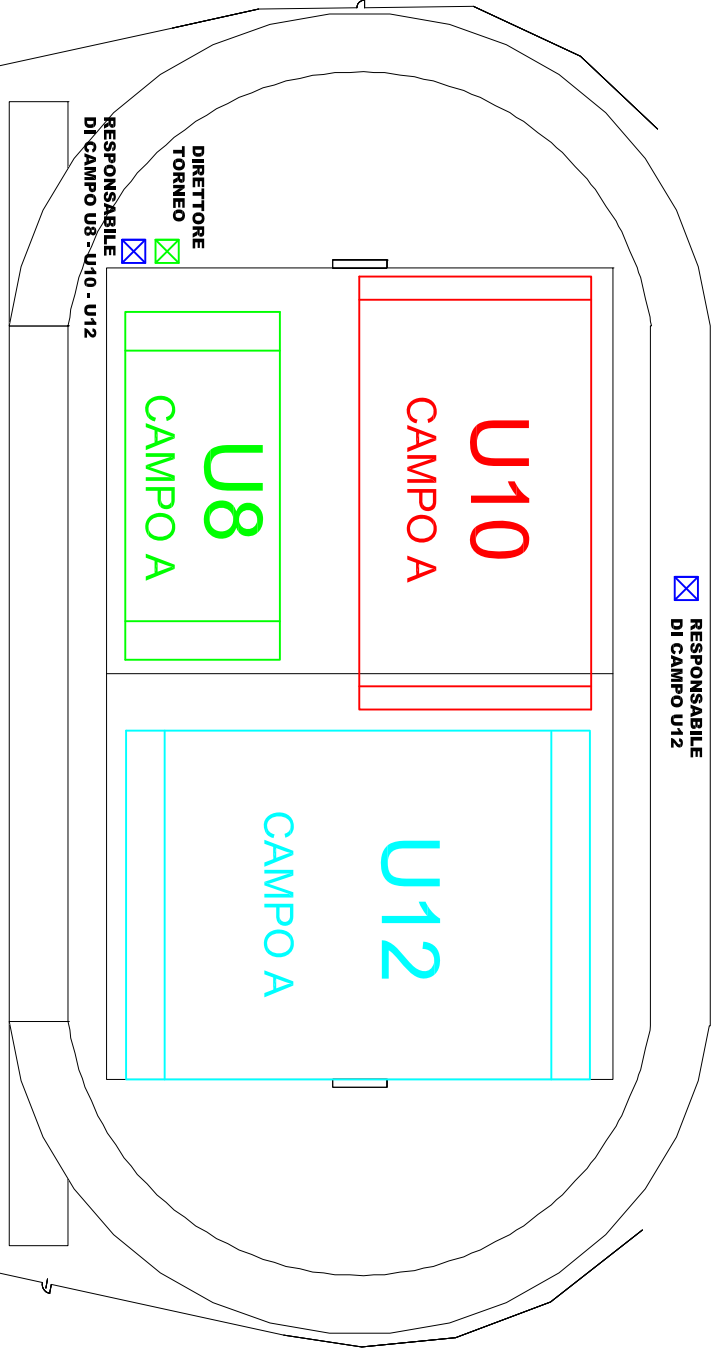 RESPONSABILE
DI CAMPO U12
DIRETTORE
TORNEO
RESPONSABILE
DI CAMPO U8 - U10 - U12
U10
CAMPO A
U8
CAMPO A
U12
CAMPO A